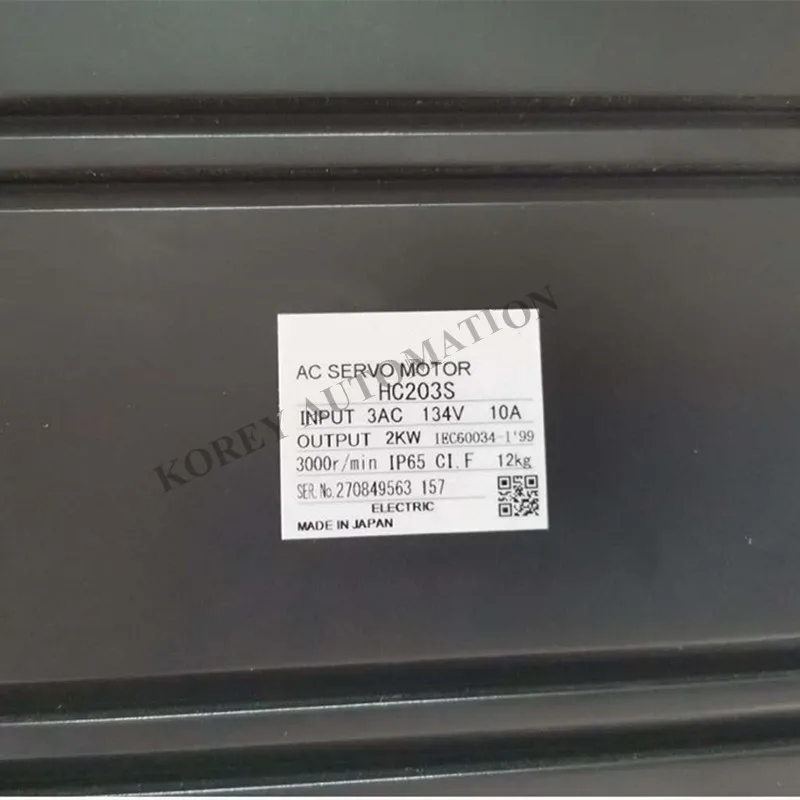 AC SERVO MOTOR
HC203S
INPUT 3AC 134V 10A
OUTPUT 2KW IEC60034-1'99
3000r/min IP65 CI.F 12kg
SER.No.270849563 157
ELECTRIC
MADE IN JAPAN
KOREY AUTOMATION